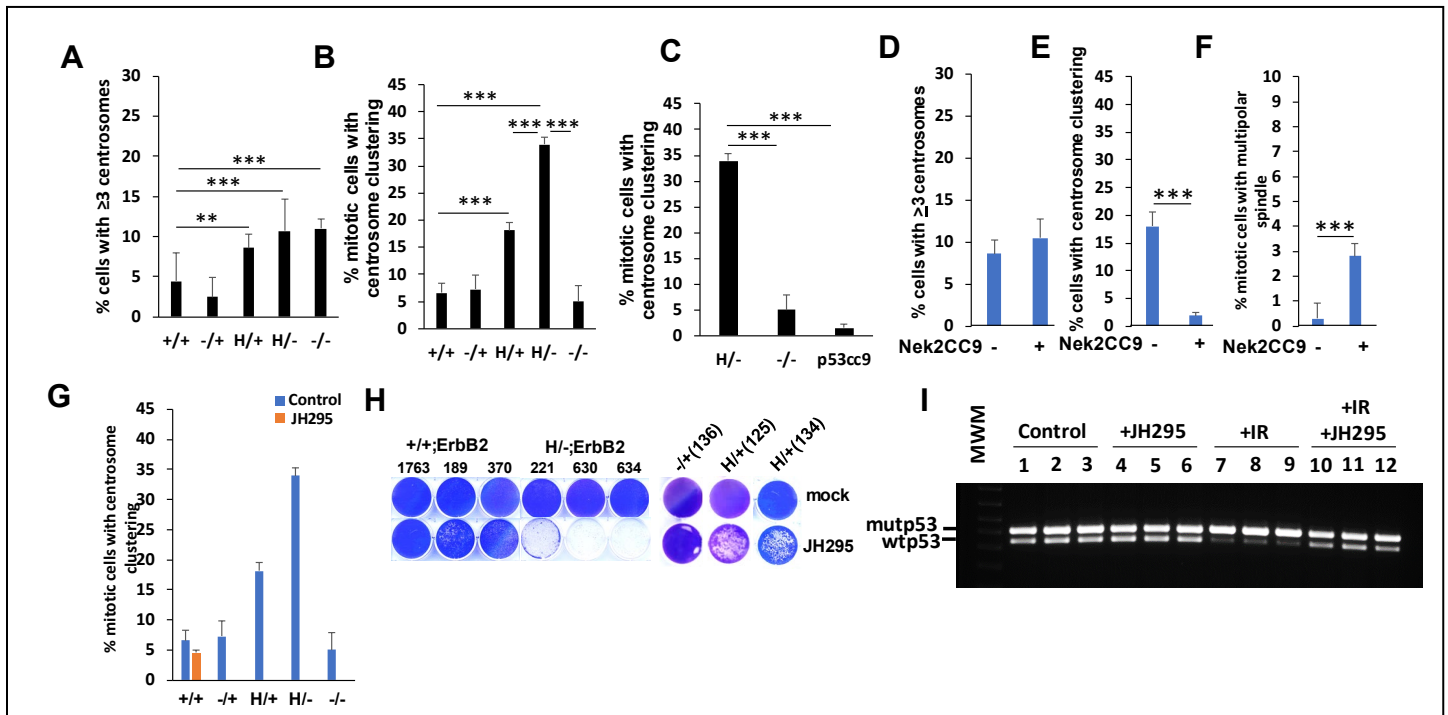 A
% cells with ≥3 centrosomes
30
25
20
15
10
5
0
***
***
**
+/+ -/+ H/+ H/- -/-
B
% mitotic cells with
centrosome clustering
45
40
35
30
25
20
15
10
5
0
***
*** ***
***
+/+ -/+ H/+ H/- -/-
C
% mitotic cells with
centrosome clustering
45
40
35
30
25
20
15
10
5
0
***
***
H/- -/- p53cc9
D
% cells with ≥3 centrosomes
30
25
20
15
10
5
0
Nek2CC9 - +
E
% cells with centrosome clustering
45
40
35
30
25
20
15
10
5
0
***
Nek2CC9 - +
F
% mitotic cells with multipolar
spindle
10
9
8
7
6
5
4
3
2
1
0
***
Nek2CC9 - +
G
% mitotic cells with centrosome
clustering
45
40
35
30
25
20
15
10
5
0
Control
JH295
+/+ -/+ H/+ H/- -/-
H
+/+;ErbB2 H/-;ErbB2
1763 189 370 221 630 634
-/+(136) H/+(125) H/+(134)
mock
JH295
I
MWM
Control +JH295 +IR +IR
+JH295
1 2 3 4 5 6 7 8 9 10 11 12
mutp53
wtp53